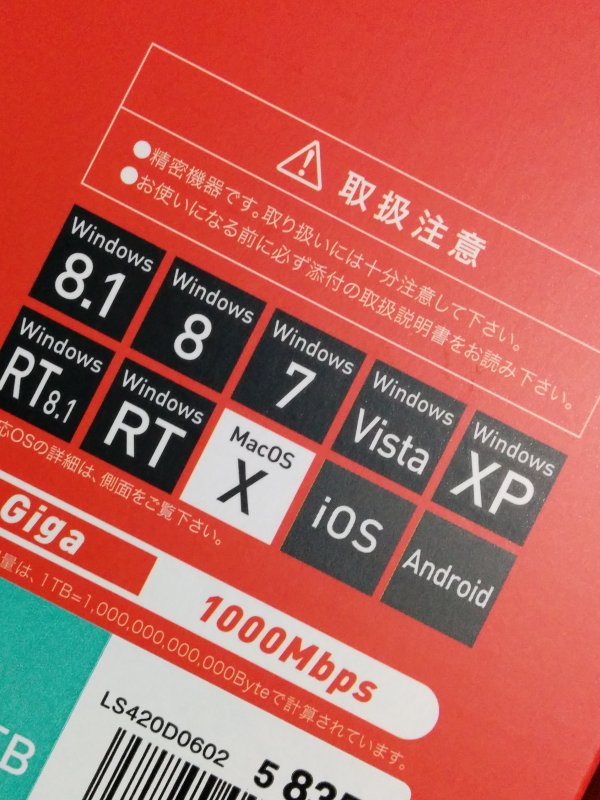 取扱注意
●精密機器です。取り扱いには十分注意して下さい。
●お使いになる前に必ず添付の取扱説明書をお読み下さい。
Windows 8.1
Windows 8
Windows 7
Windows Vista
Windows XP
Windows RT8.1
Windows RT
MacOS X
iOS
Android
応OSの詳細は、側面をご覧下さい。
Giga
1000Mbps
量は、1TB=1,000,000,000,000Byteで計算されています。
TB
LS420D0602
5 835